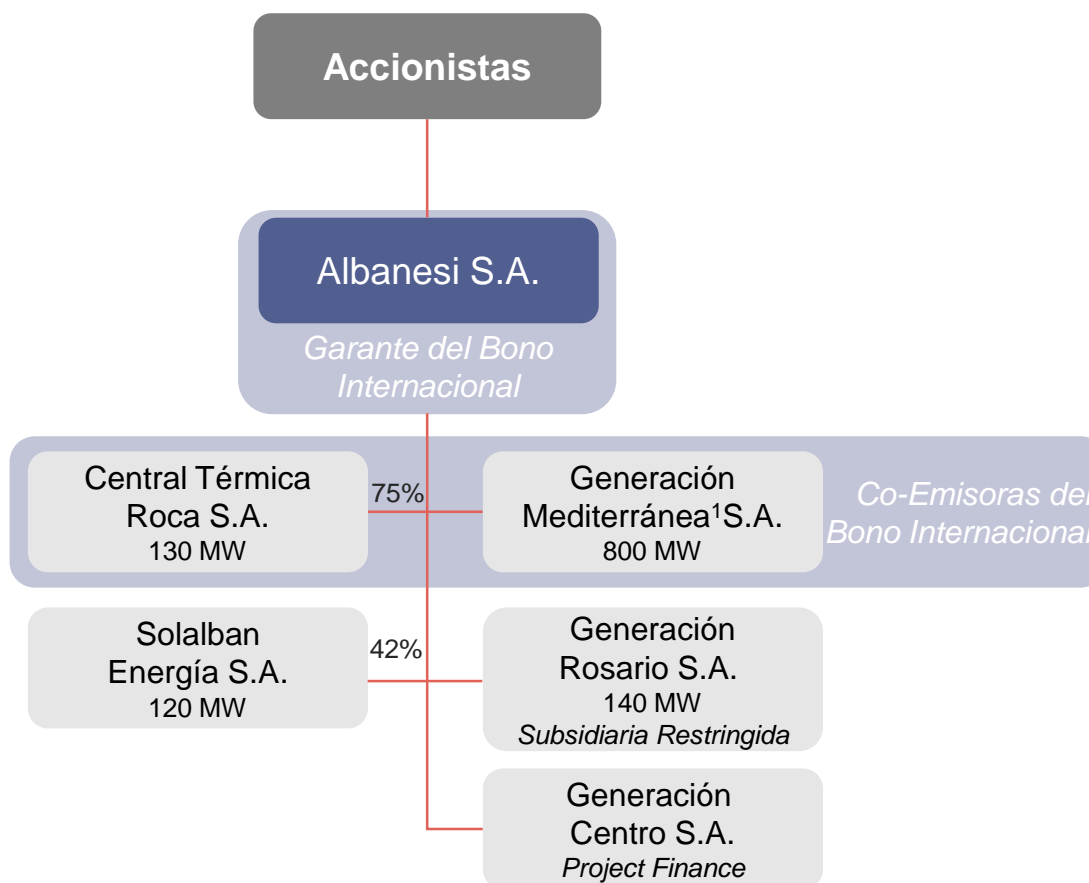 Accionistas
Albanesi S.A.
Garante del Bono
Internacional
Central Térmica
Roca S.A.
130 MW
75%
Generación
Mediterránea¹S.A.
800 MW
Co-Emisoras del
Bono Internacional
Solalban
Energía S.A.
120 MW
42%
Generación
Rosario S.A.
140 MW
Subsidiaria Restringida
Generación
Centro S.A.
Project Finance